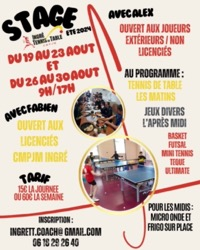 STAGE
ÉTÉ 2024
INGRÉ
TENNIS DE TABLE
DU 19 AU 23 AOUT
ET
DU 26 AU 30 AOUT
9H/17H
AVEC ALEX
OUVERT AUX JOUEURS
EXTÉRIEURS / NON
LICENCIÉS
AU PROGRAMME :
TENNIS DE TABLE
LES MATINS
JEUX DIVERS
L'APRÈS MIDI
BASKET
FUTSAL
MINI TENNIS
TIQUE
ULTIMATE
AVEC FABIEN
OUVERT AUX
LICENCIÉS
CMPJM INGRÉ
TARIF
15€ LA JOURNÉE
OU 60€ LA SEMAINE
INSCRIPTION :
INGRETT.COACH@GMAIL.COM
06 18 28 26 40
POUR LES MIDIS :
MICRO ONDE ET
FRIGO SUR PLACE